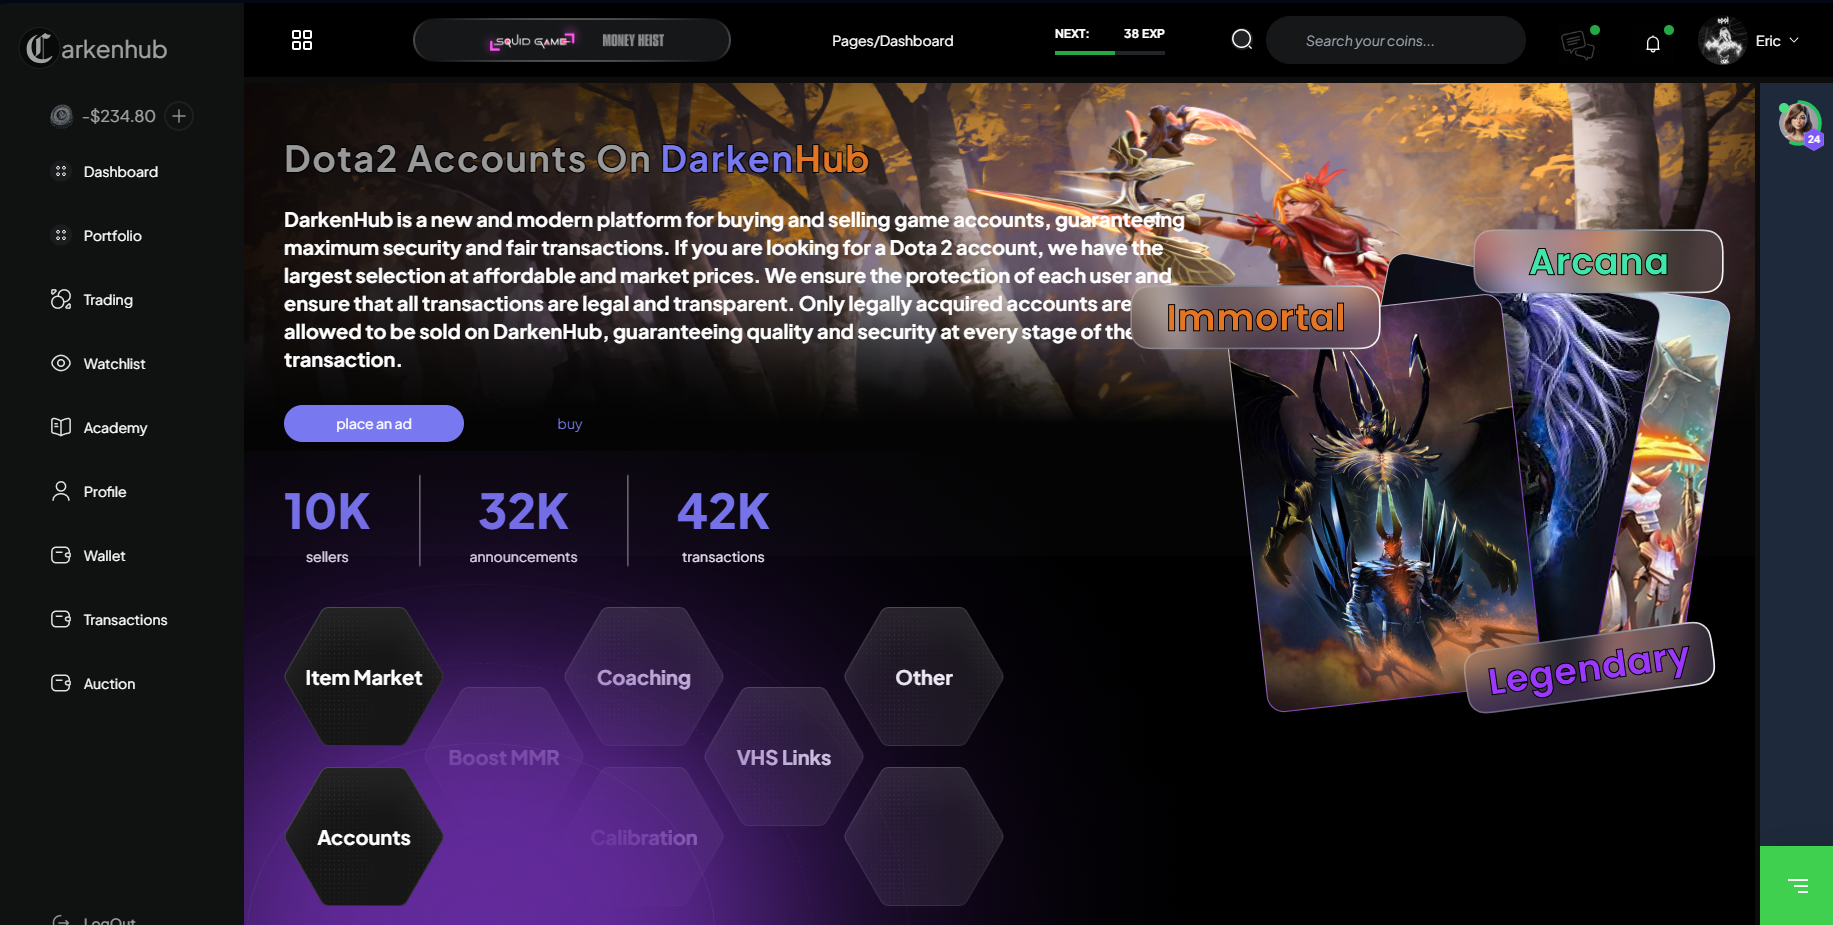 Carkenhub
SQUID GAME
MONEY HEIST
Pages/Dashboard
NEXT:
38 EXP
Search your coins...
Eric
-$234.80
Dashboard
Portfolio
Trading
Watchlist
Academy
Profile
Wallet
Transactions
Auction
LogOut
24
Dota2 Accounts On DarkenHub
DarkenHub is a new and modern platform for buying and selling game accounts, guaranteeing
maximum security and fair transactions. If you are looking for a Dota 2 account, we have the
largest selection at affordable and market prices. We ensure the protection of each user and
ensure that all transactions are legal and transparent. Only legally acquired accounts are
allowed to be sold on DarkenHub, guaranteeing quality and security at every stage of the
transaction.
place an ad
buy
10K
sellers
32K
announcements
42K
transactions
Arcana
Immortal
Legendary
Item Market
Coaching
Other
Boost MMR
VHS Links
Accounts
Calibration